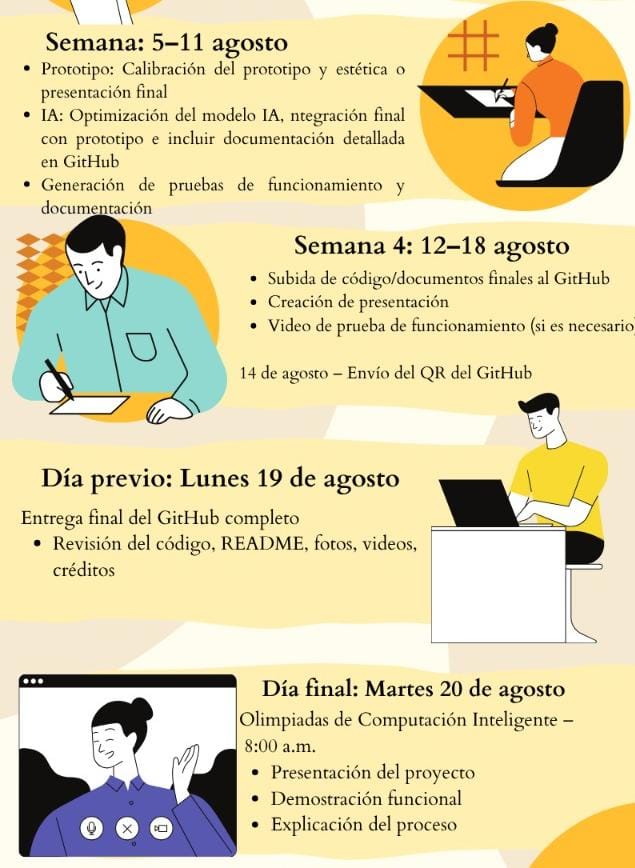 Semana: 5–11 agosto
• Prototipo: Calibración del prototipo y estética o
presentación final
• IA: Optimización del modelo IA, ntegración final
con prototipo e incluir documentación detallada
en GitHub
• Generación de pruebas de funcionamiento y
documentación
Semana 4: 12–18 agosto
• Subida de código/documentos finales al GitHub
• Creación de presentación
• Video de prueba de funcionamiento (si es necesario)
14 de agosto – Envío del QR del GitHub
Día previo: Lunes 19 de agosto
Entrega final del GitHub completo
• Revisión del código, README, fotos, videos,
créditos
Día final: Martes 20 de agosto
Olimpiadas de Computación Inteligente –
8:00 a.m.
• Presentación del proyecto
• Demostración funcional
• Explicación del proceso